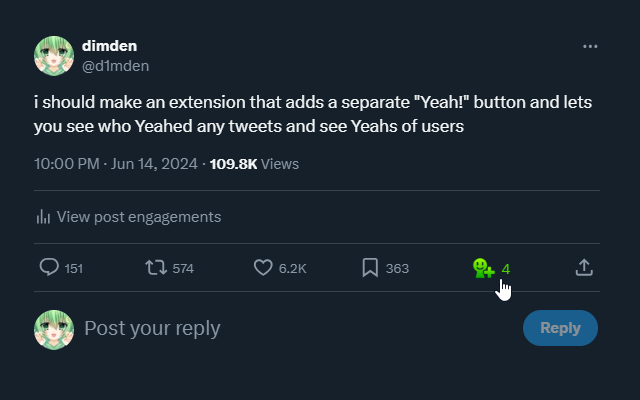 dimden
@d1mden
i should make an extension that adds a separate "Yeah!" button and lets
you see who Yeahed any tweets and see Yeahs of users
10:00 PM · Jun 14, 2024 · 109.8K Views
View post engagements
151 574 6.2K 363 4
Post your reply Reply